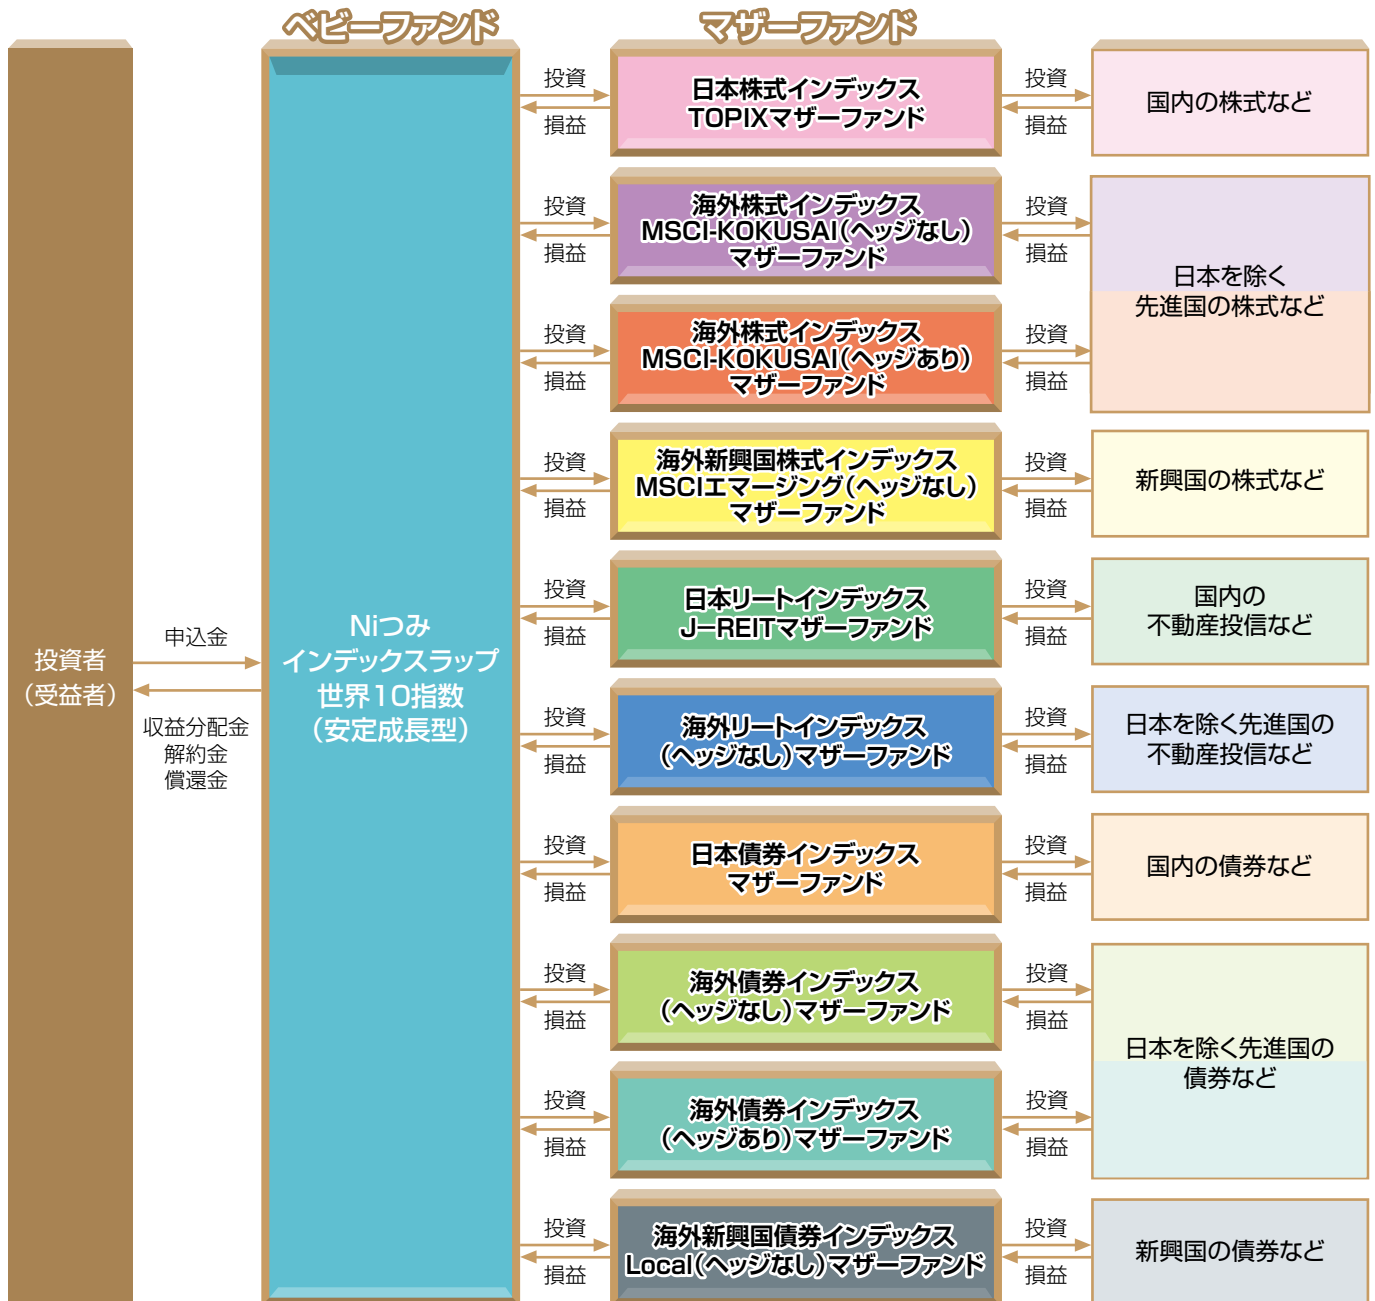 ベビーファンド
マザーファンド
投資者
（受益者）
申込金
収益分配金
解約金
償還金
Niつみ
インデックスラップ
世界10指数
（安定成長型）
投資
損益
日本株式インデックス
TOPIXマザーファンド
投資
損益
国内の株式など
投資
損益
海外株式インデックス
MSCI-KOKUSAI（ヘッジなし）
マザーファンド
投資
損益
日本を除く
先進国の株式など
投資
損益
海外株式インデックス
MSCI-KOKUSAI（ヘッジあり）
マザーファンド
投資
損益
投資
損益
海外新興国株式インデックス
MSCIエマージング（ヘッジなし）
マザーファンド
投資
損益
新興国の株式など
投資
損益
日本リートインデックス
J−REITマザーファンド
投資
損益
国内の
不動産投信など
投資
損益
海外リートインデックス
（ヘッジなし）マザーファンド
投資
損益
日本を除く先進国の
不動産投信など
投資
損益
日本債券インデックス
マザーファンド
投資
損益
国内の債券など
投資
損益
海外債券インデックス
（ヘッジなし）マザーファンド
投資
損益
日本を除く先進国の
債券など
投資
損益
海外債券インデックス
（ヘッジあり）マザーファンド
投資
損益
投資
損益
海外新興国債券インデックス
Local（ヘッジなし）マザーファンド
投資
損益
新興国の債券など